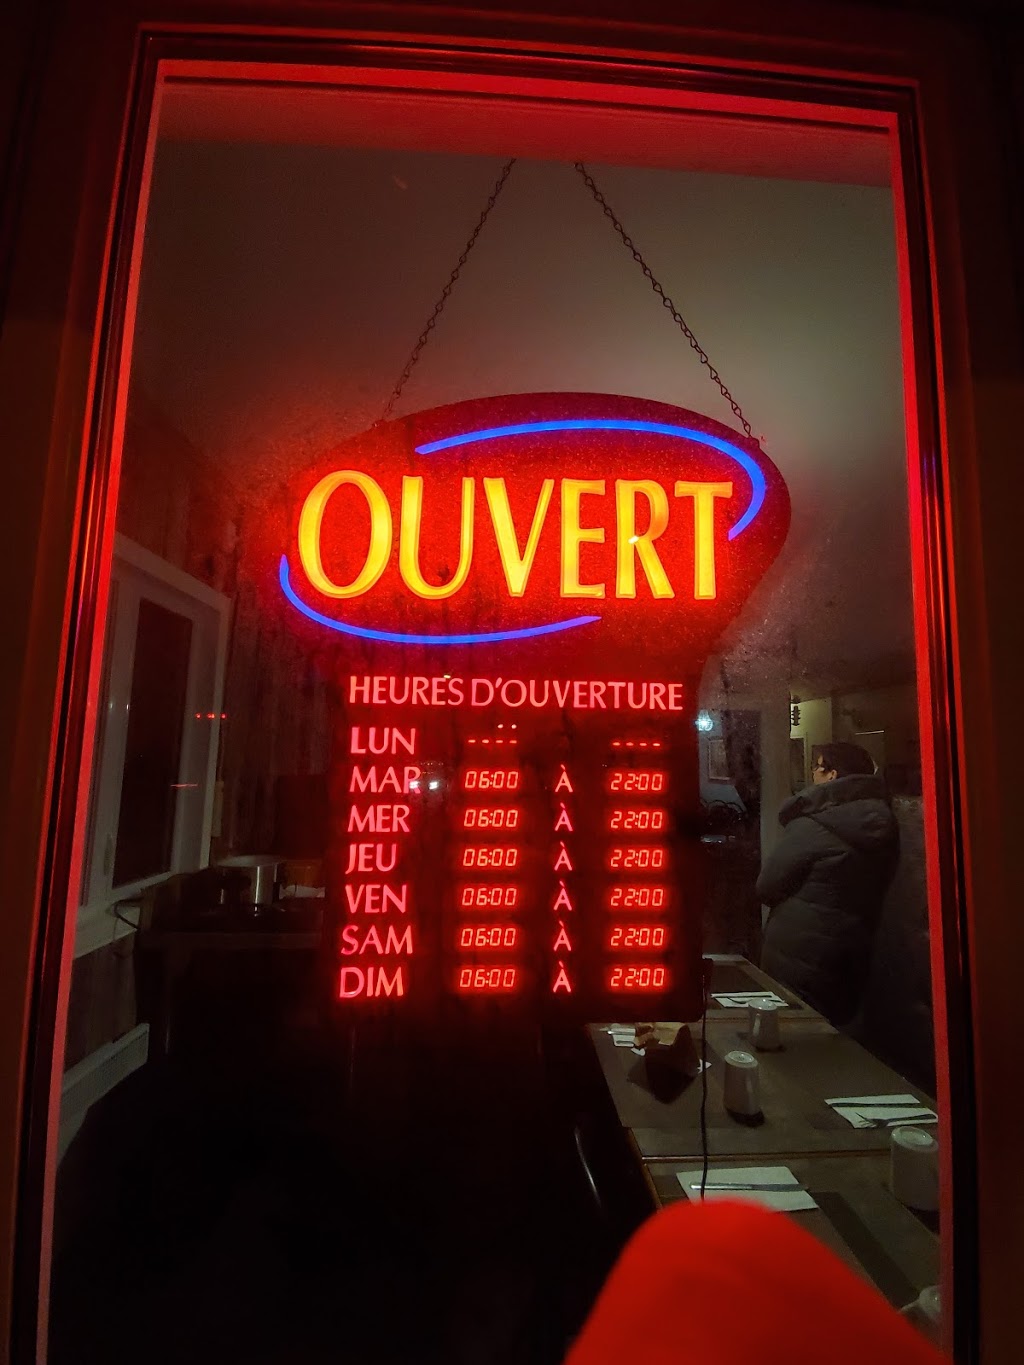 OUVERT
HEURES D'OUVERTURE
LUN ---- ----
MAR 06:00 À 22:00
MER 06:00 À 22:00
JEU 06:00 À 22:00
VEN 06:00 À 22:00
SAM 06:00 À 22:00
DIM 06:00 À 22:00